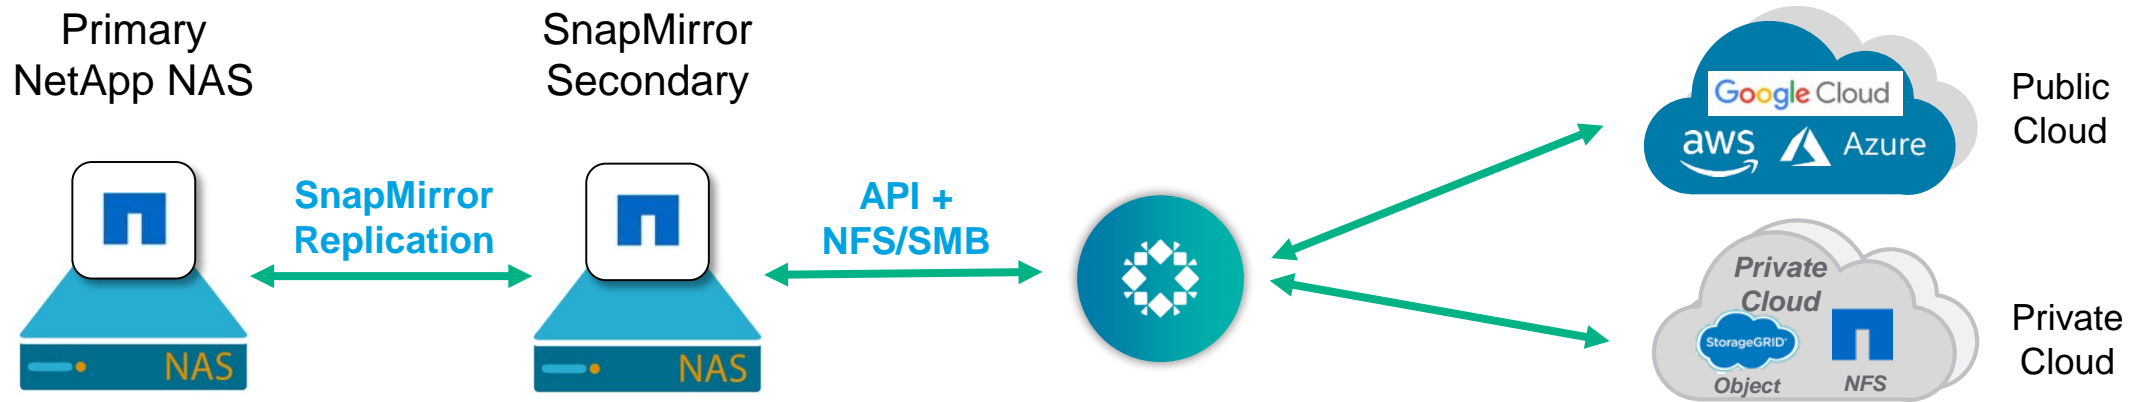 Primary
NetApp NAS
SnapMirror
Secondary
SnapMirror
Replication
API +
NFS/SMB
NAS
NAS
Google Cloud
aws
Azure
Public
Cloud
Private
Cloud
StorageGRID
Object
NFS
Private
Cloud